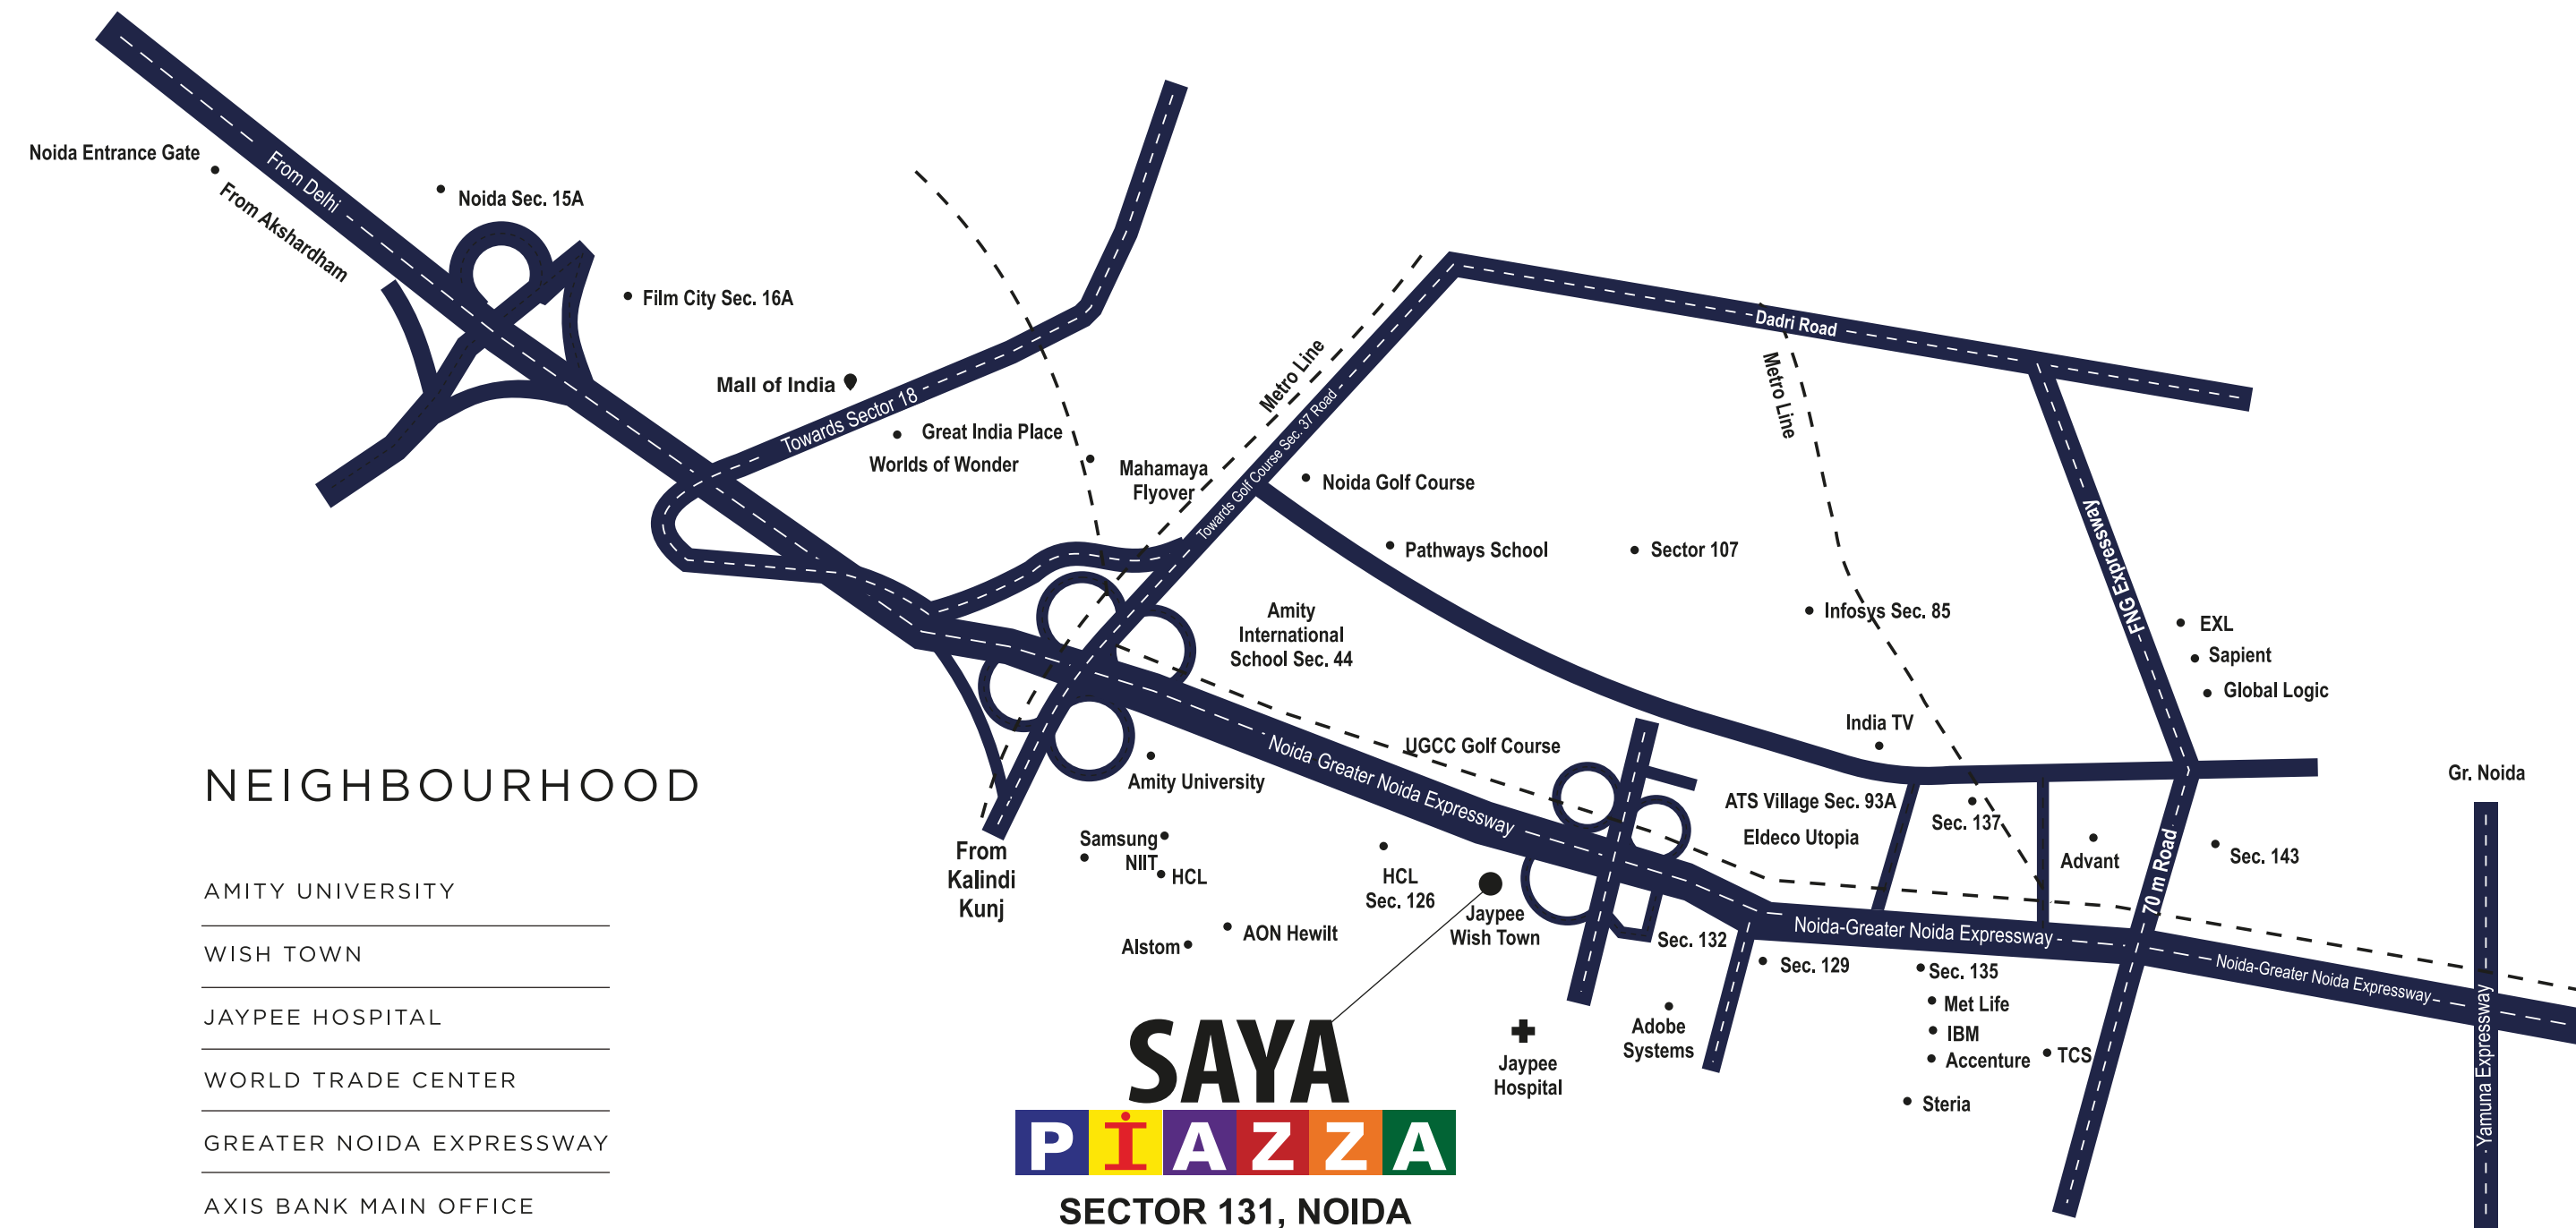 Noida Entrance Gate
From Delhi
From Akshardham
Noida Sec. 15A
Film City Sec. 16A
Mall of India
Towards Sector 18
Great India Place
Worlds of Wonder
Mahamaya
Flyover
Metro Line
Towards Golf Course Sec. 37 Road
Dadri Road
Metro Line
Noida Golf Course
Pathways School
Sector 107
FNG Expressway
Amity
International
School Sec. 44
Infosys Sec. 85
EXL
Sapient
Global Logic
India TV
UGCC Golf Course
Noida Greater Noida Expressway
Amity University
ATS Village Sec. 93A
Eldeco Utopia
Sec. 137
Advant
70 m Road
Sec. 143
Gr. Noida
Samsung
NIIT
HCL
From
Kalindi
Kunj
HCL
Sec. 126
Jaypee
Wish Town
Alstom
AON Hewilt
Sec. 132
Noida-Greater Noida Expressway
Noida-Greater Noida Expressway
Sec. 129
Sec. 135
Met Life
IBM
Accenture
TCS
Steria
Adobe
Systems
Jaypee
Hospital
Yamuna Expressway
NEIGHBOURHOOD
AMITY UNIVERSITY
WISH TOWN
JAYPEE HOSPITAL
WORLD TRADE CENTER
GREATER NOIDA EXPRESSWAY
AXIS BANK MAIN OFFICE
SAYA
PiAZZA
SECTOR 131, NOIDA